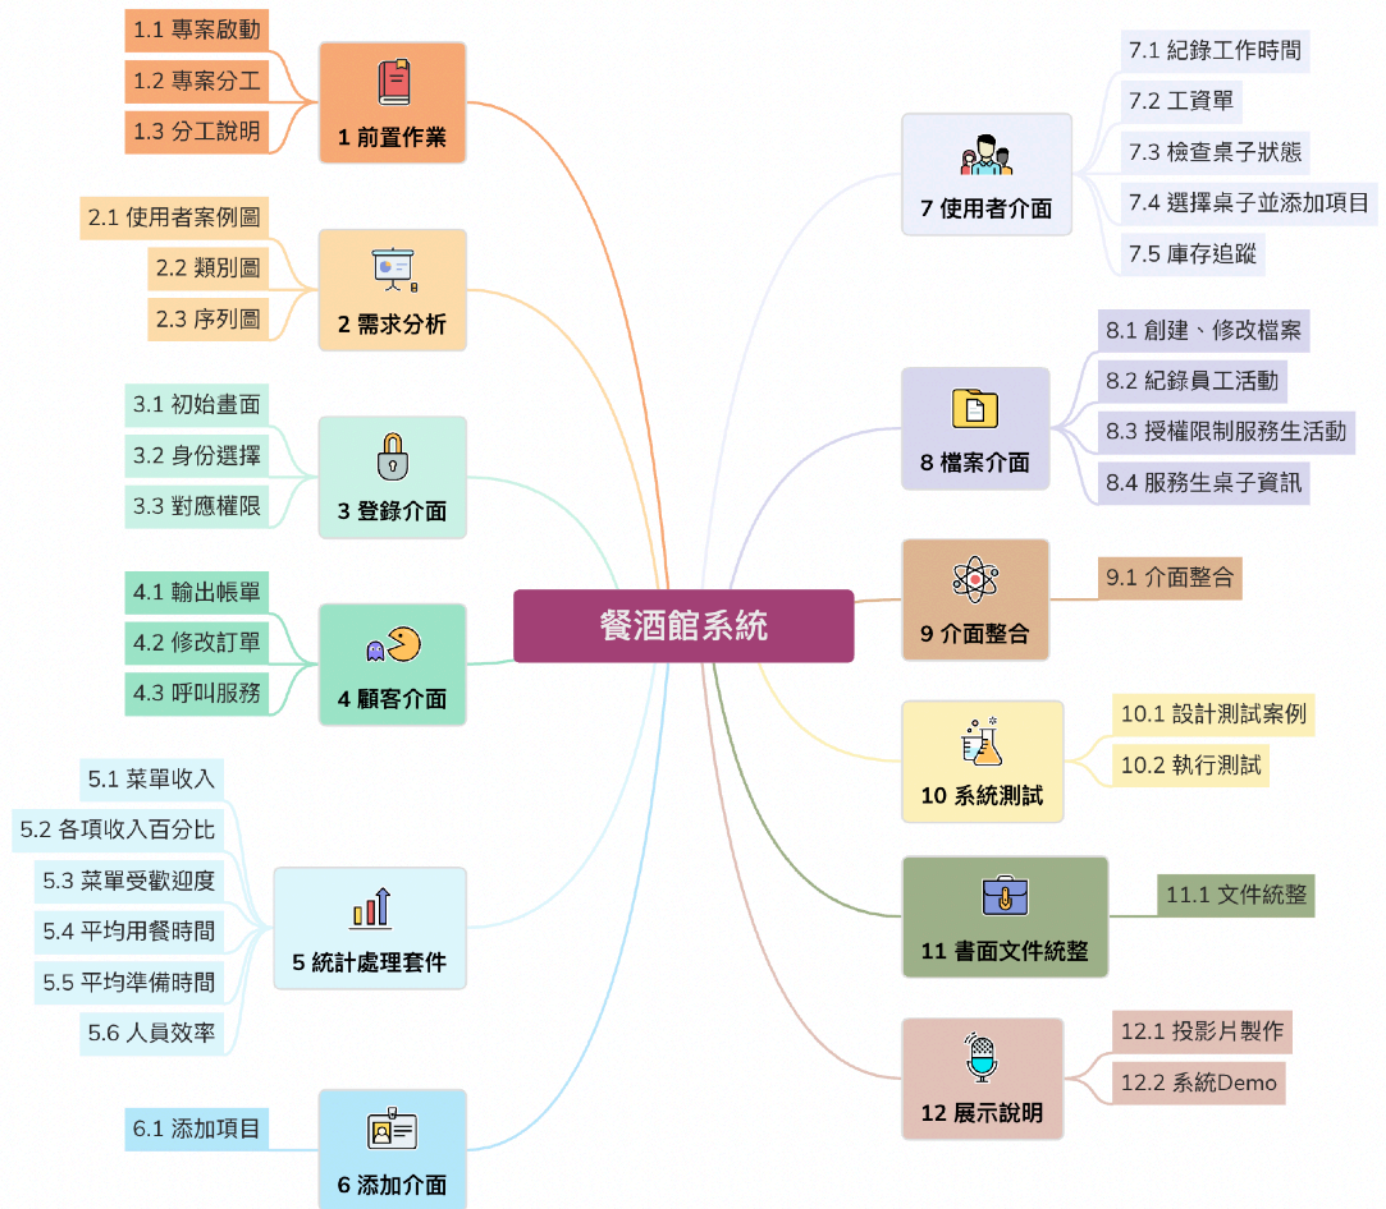 餐酒館系統
1 前置作業
1.1 專案啟動
1.2 專案分工
1.3 分工說明
2 需求分析
2.1 使用者案例圖
2.2 類別圖
2.3 序列圖
3 登錄介面
3.1 初始畫面
3.2 身份選擇
3.3 對應權限
4 顧客介面
4.1 輸出帳單
4.2 修改訂單
4.3 呼叫服務
5 統計處理套件
5.1 菜單收入
5.2 各項收入百分比
5.3 菜單受歡迎度
5.4 平均用餐時間
5.5 平均準備時間
5.6 人員效率
6 添加介面
6.1 添加項目
7 使用者介面
7.1 紀錄工作時間
7.2 工資單
7.3 檢查桌子狀態
7.4 選擇桌子並添加項目
7.5 庫存追蹤
8 檔案介面
8.1 創建、修改檔案
8.2 紀錄員工活動
8.3 授權限制服務生活動
8.4 服務生桌子資訊
9 介面整合
9.1 介面整合
10 系統測試
10.1 設計測試案例
10.2 執行測試
11 書面文件統整
11.1 文件統整
12 展示說明
12.1 投影片製作
12.2 系統Demo